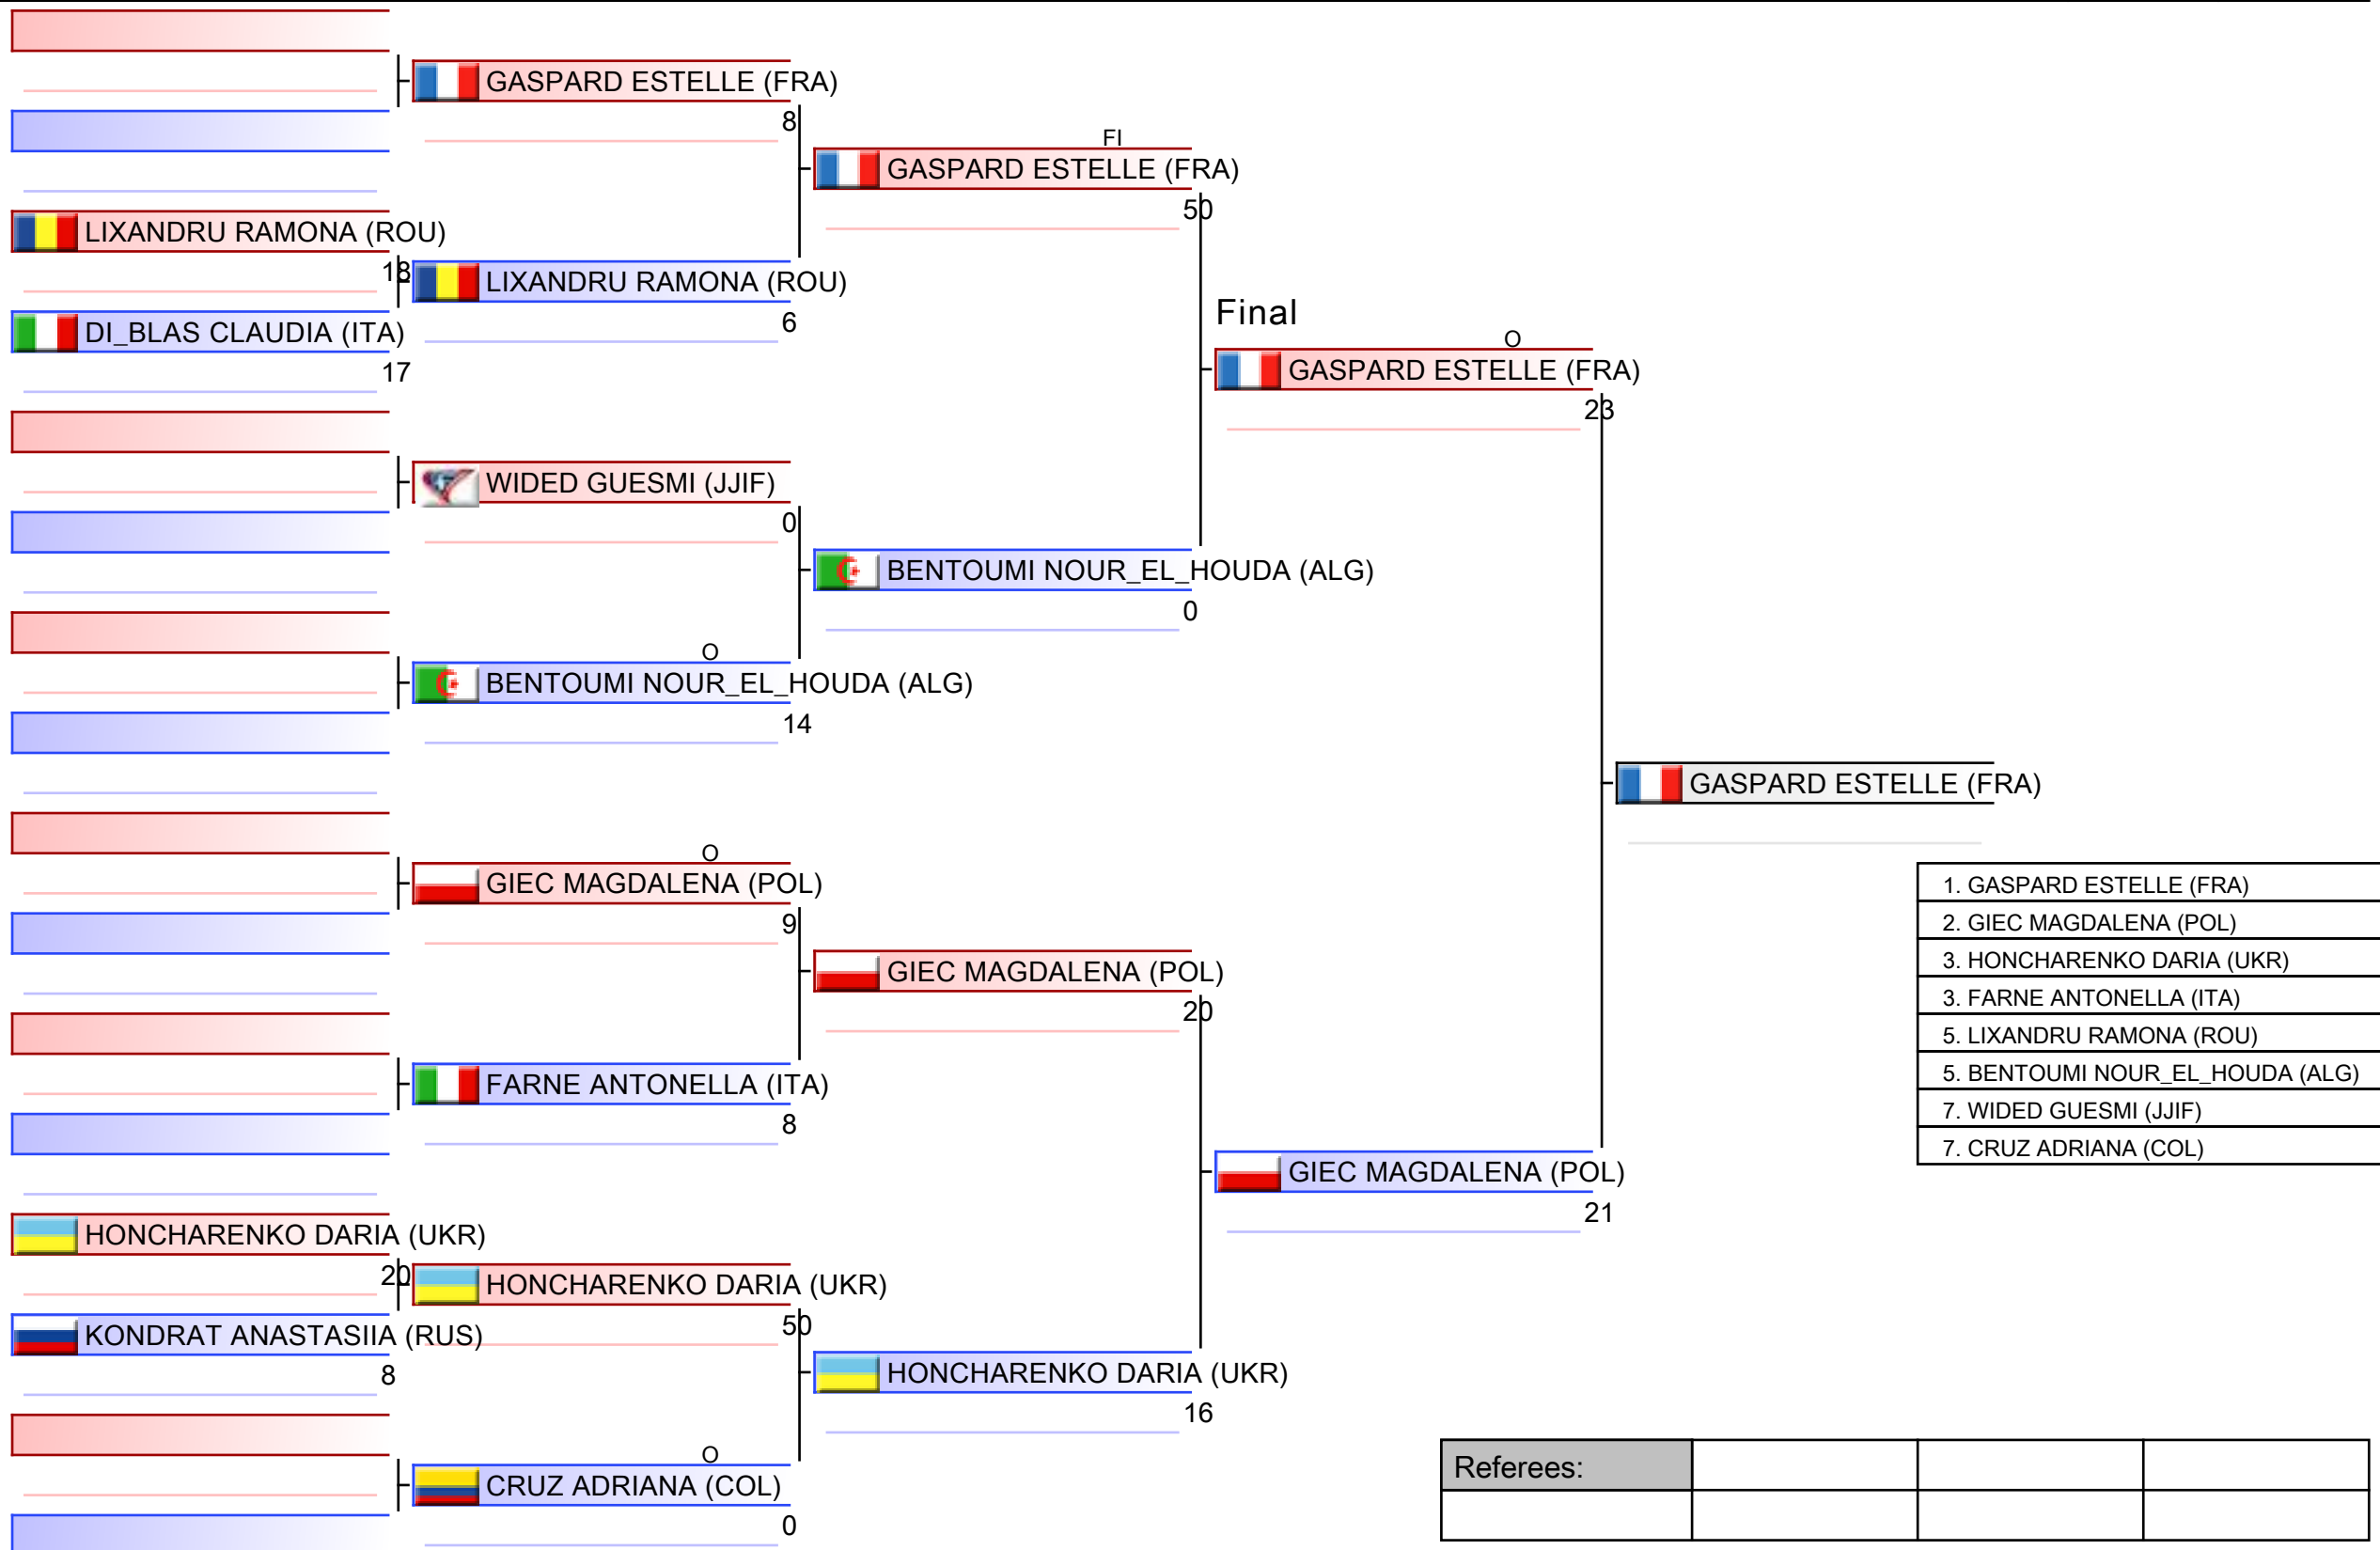 GASPARD ESTELLE (FRA)
8
FI
GASPARD ESTELLE (FRA)
50
LIXANDRU RAMONA (ROU)
18
LIXANDRU RAMONA (ROU)
6
DI_BLAS CLAUDIA (ITA)
17
Final
O
GASPARD ESTELLE (FRA)
23
WIDED GUESMI (JJIF)
0
BENTOUMI NOUR_EL_HOUDA (ALG)
0
O
BENTOUMI NOUR_EL_HOUDA (ALG)
14
GASPARD ESTELLE (FRA)
O
GIEC MAGDALENA (POL)
9
GIEC MAGDALENA (POL)
20
FARNE ANTONELLA (ITA)
8
GIEC MAGDALENA (POL)
21
HONCHARENKO DARIA (UKR)
20
HONCHARENKO DARIA (UKR)
50
KONDRAT ANASTASIIA (RUS)
8
HONCHARENKO DARIA (UKR)
16
O
CRUZ ADRIANA (COL)
0
1. GASPARD ESTELLE (FRA)
2. GIEC MAGDALENA (POL)
3. HONCHARENKO DARIA (UKR)
3. FARNE ANTONELLA (ITA)
5. LIXANDRU RAMONA (ROU)
5. BENTOUMI NOUR_EL_HOUDA (ALG)
7. WIDED GUESMI (JJIF)
7. CRUZ ADRIANA (COL)
Referees: